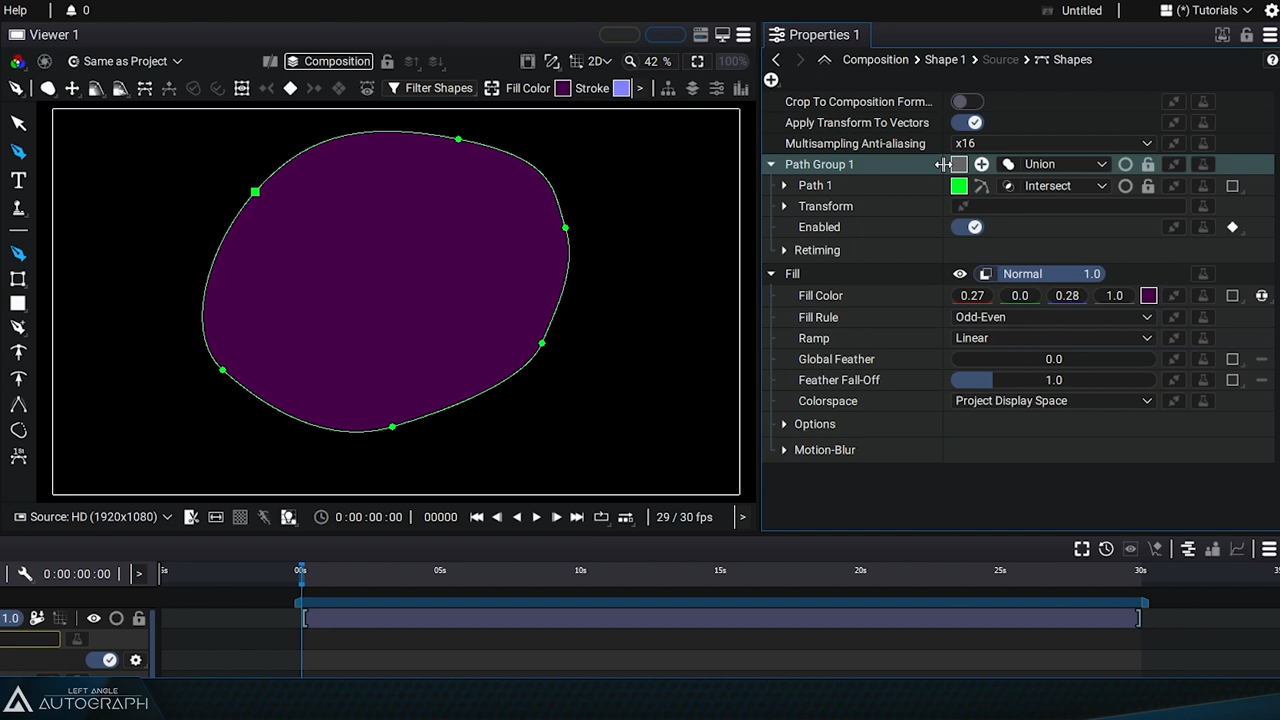 Help
0
Untitled
(*) Tutorials
Viewer 1
Properties 1
Same as Project
Composition
2D
42 %
100%
Composition
Shape 1
Source
Shapes
Filter Shapes
Fill Color
Stroke
>
Crop To Composition Form...
Apply Transform To Vectors
Multisampling Anti-aliasing
x16
Path Group 1
Union
Path 1
Intersect
Transform
Enabled
Retiming
Fill
Normal
1.0
Fill Color
0.27
0.0
0.28
1.0
Fill Rule
Odd-Even
Ramp
Linear
Global Feather
0.0
Feather Fall-Off
1.0
Colorspace
Project Display Space
Options
Motion-Blur
T
1st
Source: HD (1920x1080)
0:00:00:00
00000
29 / 30 fps
>
0:00:00:00
>
5s
00s
05s
10s
15s
20s
25s
30s
35
1.0
LEFT ANGLE
AUTOGRAPH